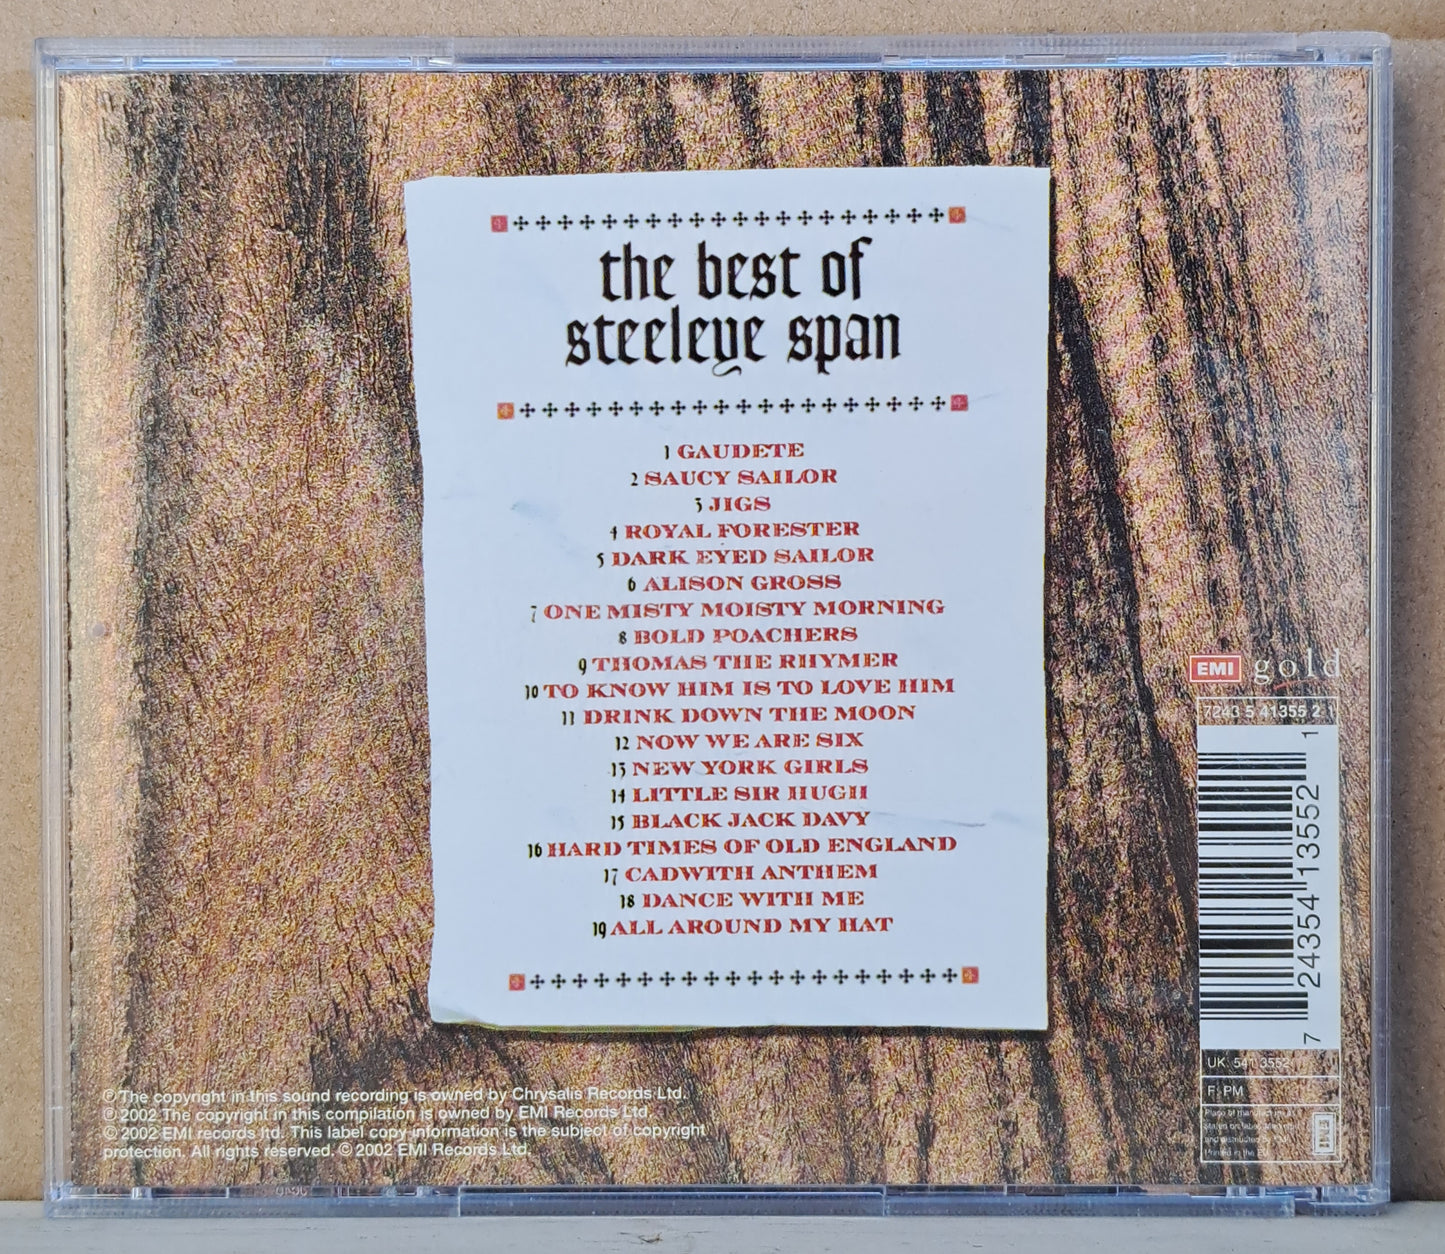 the best of
steeleye span
1 GAUDETE
2 SAUCY SAILOR
3 JIGS
4 ROYAL FORESTER
5 DARK EYED SAILOR
6 ALISON GROSS
7 ONE MISTY MOISTY MORNING
8 BOLD POACHERS
9 THOMAS THE RHYMER
10 TO KNOW HIM IS TO LOVE HIM
11 DRINK DOWN THE MOON
12 NOW WE ARE SIX
13 NEW YORK GIRLS
14 LITTLE SIR HUGH
15 BLACK JACK DAVY
16 HARD TIMES OF OLD ENGLAND
17 CADWITH ANTHEM
18 DANCE WITH ME
19 ALL AROUND MY HAT
EMI gold
7243 5 41355 2 1
7 24354 13552 1
UK: 541 3552
F: PM
Printed in the EU
EMI
℗ The copyright in this sound recording is owned by Chrysalis Records Ltd.
℗ 2002 The copyright in this compilation is owned by EMI Records Ltd.
© 2002 EMI records ltd. This label copy information is the subject of copyright
protection. All rights reserved. © 2002 EMI Records Ltd.